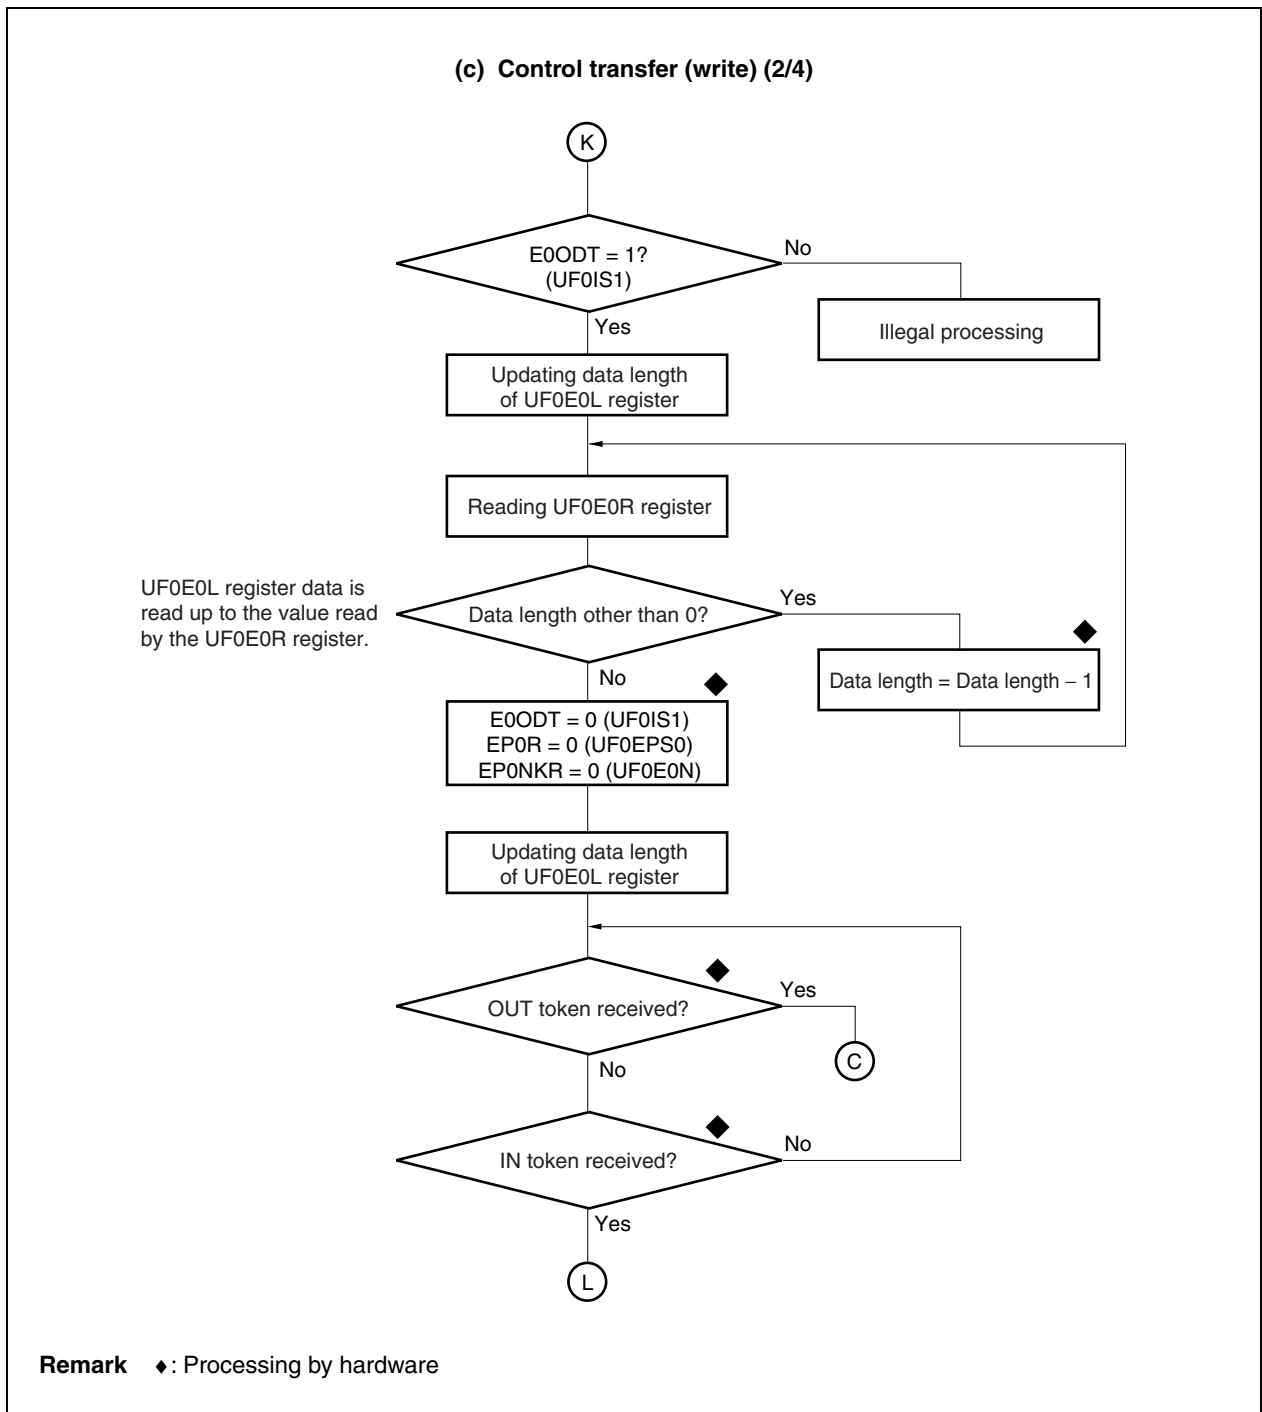 (c) Control transfer (write) (2/4)
K
E0ODT = 1?
(UF0IS1)
No
Illegal processing
Yes
Updating data length
of UF0E0L register
Reading UF0E0R register
UF0E0L register data is
read up to the value read
by the UF0E0R register.
Data length other than 0?
Yes
Data length = Data length − 1
No
E0ODT = 0 (UF0IS1)
EP0R = 0 (UF0EPS0)
EP0NKR = 0 (UF0E0N)
Updating data length
of UF0E0L register
OUT token received?
Yes
C
No
IN token received?
No
Yes
L
Remark ♦: Processing by hardware